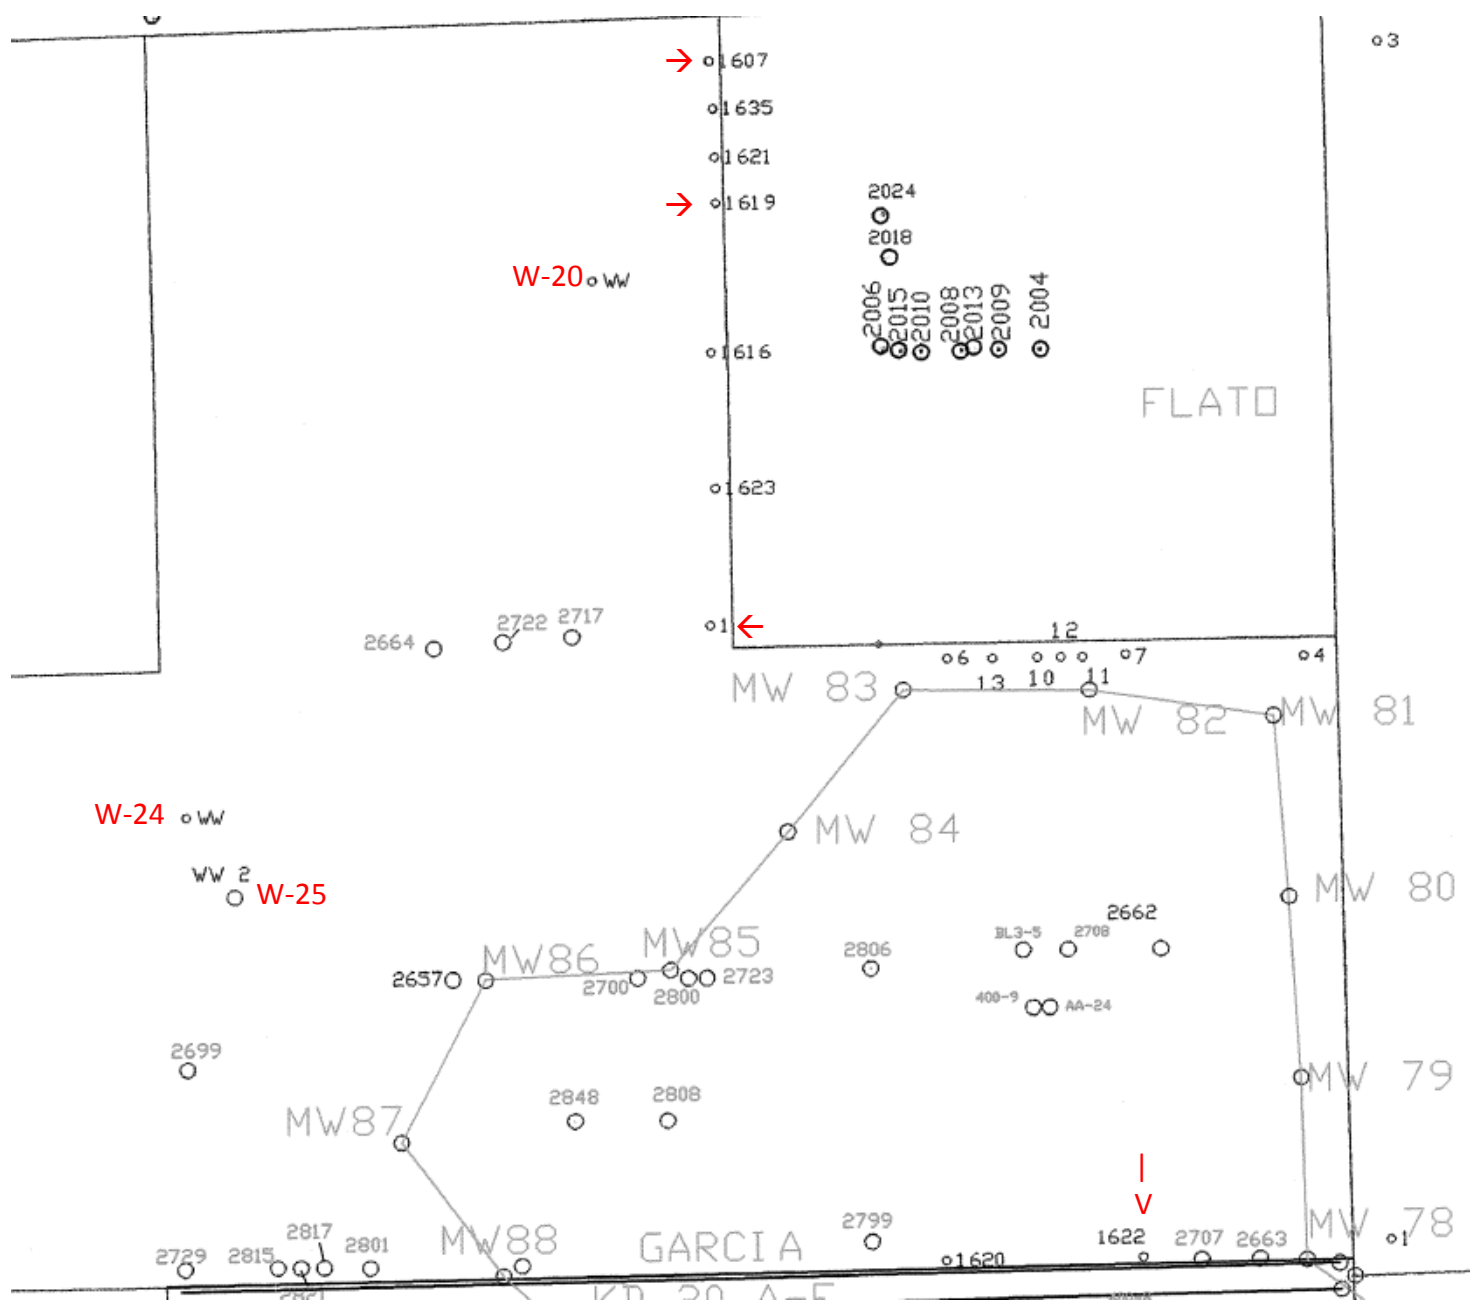 3
→ 1607
1635
1621
2024
→ 1619
2018
W-20 WW
2006 2015 2010 2008 2013 2009 2004
1616
FLATO
1623
1 ←
2664 2722 2717
12
6 7 4
13 10 11
MW 83 MW 82 MW 81
W-24 WW
MW 84
WW 2
W-25
MW 80
2662
BL3-5 2708
MW86 MW85 2806
2657 2700 2800 2723
400-9 AA-24
2699
MW 79
2848 2808
MW87
|
V
MW 78
2817 MW88 GARCIA 2799 1622 2707 2663 1
2729 2815 2801 1620
2821
KP 20 A-F